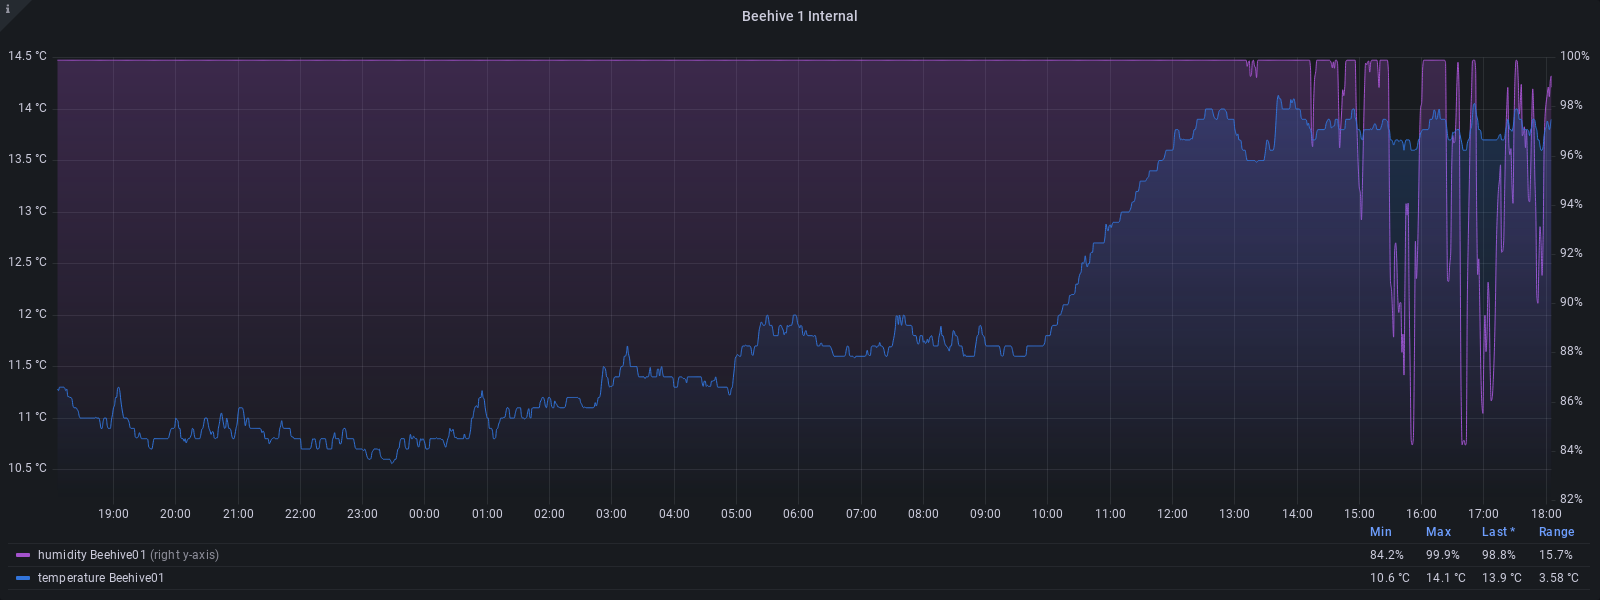 i
Beehive 1 Internal
14.5 °C 100%
14 °C 98%
13.5 °C 96%
13 °C 94%
12.5 °C 92%
12 °C 90%
11.5 °C 88%
11 °C 86%
10.5 °C 84%
82%
19:00 20:00 21:00 22:00 23:00 00:00 01:00 02:00 03:00 04:00 05:00 06:00 07:00 08:00 09:00 10:00 11:00 12:00 13:00 14:00 15:00 16:00 17:00 18:00
Min Max Last * Range
humidity Beehive01 (right y-axis) 84.2% 99.9% 98.8% 15.7%
temperature Beehive01 10.6 °C 14.1 °C 13.9 °C 3.58 °C